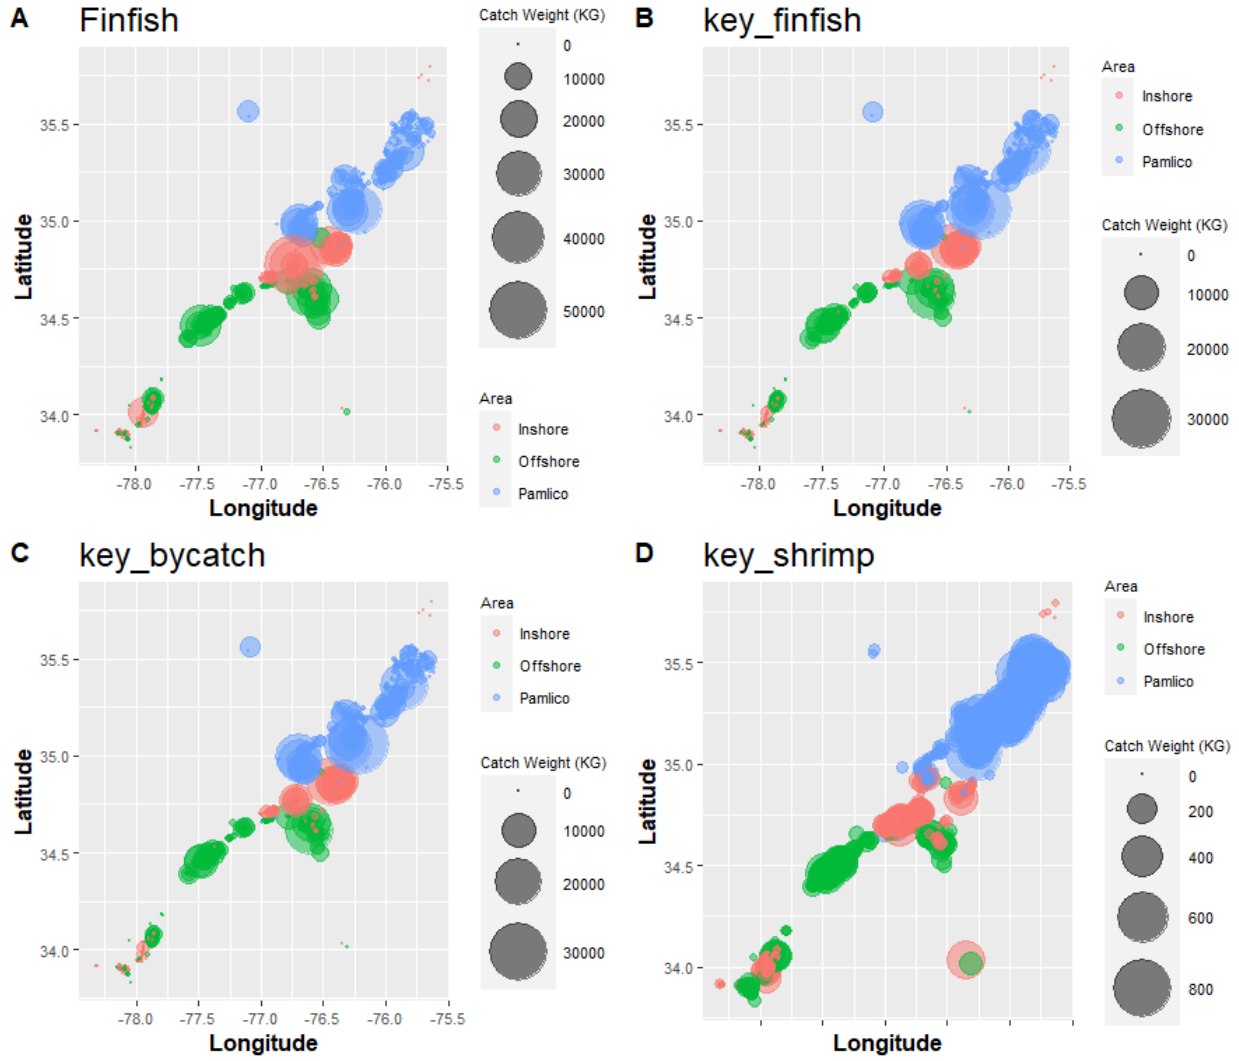 A Finfish
Catch Weight (KG)
0
10000
20000
30000
40000
50000
Area
Inshore
Offshore
Pamlico
Latitude
35.5
35.0
34.5
34.0
-78.0 -77.5 -77.0 -76.5 -76.0 -75.5
Longitude
B key_finfish
Area
Inshore
Offshore
Pamlico
Catch Weight (KG)
0
10000
20000
30000
Latitude
35.5
35.0
34.5
34.0
-78.0 -77.5 -77.0 -76.5 -76.0 -75.5
Longitude
C key_bycatch
Area
Inshore
Offshore
Pamlico
Catch Weight (KG)
0
10000
20000
30000
Latitude
35.5
35.0
34.5
34.0
-78.0 -77.5 -77.0 -76.5 -76.0 -75.5
Longitude
D key_shrimp
Area
Inshore
Offshore
Pamlico
Catch Weight (KG)
0
200
400
600
800
Latitude
35.5
35.0
34.5
34.0
Longitude